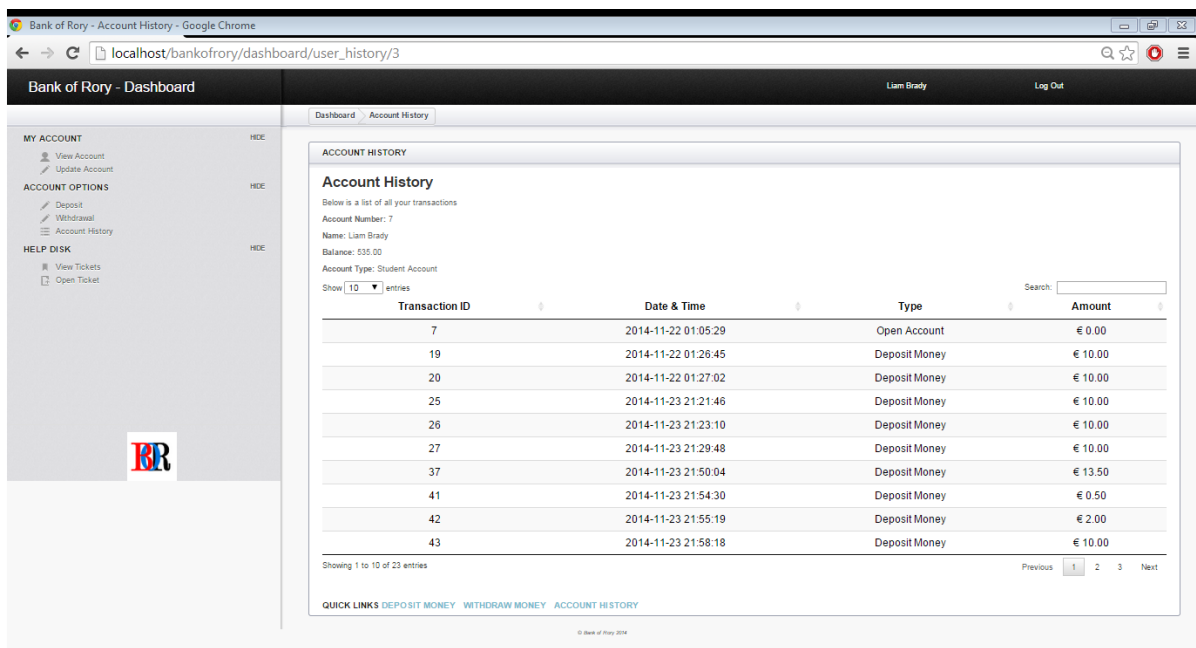 Bank of Rory - Account History - Google Chrome
localhost/bankofrory/dashboard/user_history/3
Bank of Rory - Dashboard
Liam Brady Log Out
Dashboard Account History
MY ACCOUNT HIDE
View Account
Update Account
ACCOUNT OPTIONS HIDE
Deposit
Withdrawal
Account History
HELP DISK HIDE
View Tickets
Open Ticket
BOR
ACCOUNT HISTORY
Account History
Below is a list of all your transactions
Account Number: 7
Name: Liam Brady
Balance: 535.00
Account Type: Student Account
Show 10 entries Search:
Transaction ID Date & Time Type Amount
7 2014-11-22 01:05:29 Open Account € 0.00
19 2014-11-22 01:26:45 Deposit Money € 10.00
20 2014-11-22 01:27:02 Deposit Money € 10.00
25 2014-11-23 21:21:46 Deposit Money € 10.00
26 2014-11-23 21:23:10 Deposit Money € 10.00
27 2014-11-23 21:29:48 Deposit Money € 10.00
37 2014-11-23 21:50:04 Deposit Money € 13.50
41 2014-11-23 21:54:30 Deposit Money € 0.50
42 2014-11-23 21:55:19 Deposit Money € 2.00
43 2014-11-23 21:58:18 Deposit Money € 10.00
Showing 1 to 10 of 23 entries Previous 1 2 3 Next
QUICK LINKS DEPOSIT MONEY WITHDRAW MONEY ACCOUNT HISTORY
© Bank of Rory 2014